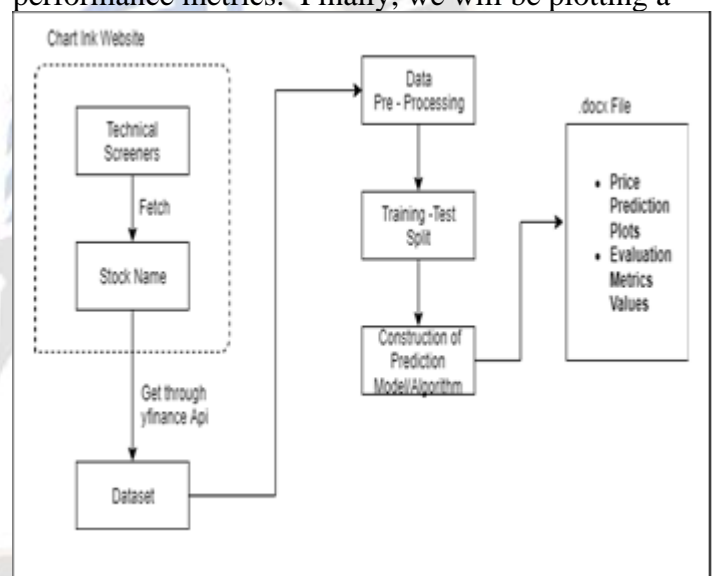 performance metrics. Finally, we will be plotting a
Chart Ink Website
Technical
Screeners
Fetch
Stock Name
Get through
yfinance Api
Dataset
Data
Pre - Processing
Training -Test
Split
Construction of
Prediction
Model/Algorithm
.docx File
• Price
Prediction
Plots
• Evaluation
Metrics
Values